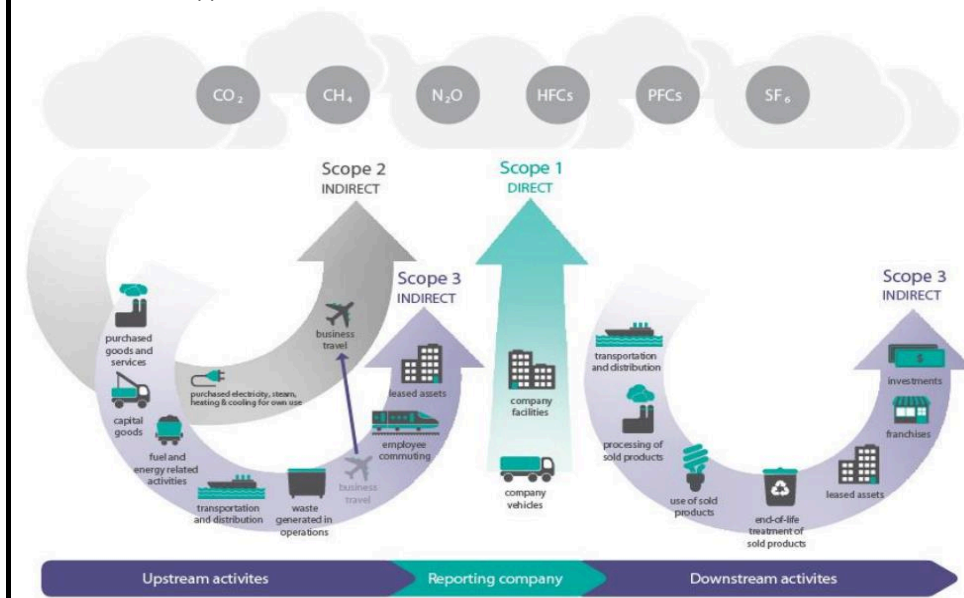 CO2
CH4
N2O
HFCs
PFCs
SF6
Scope 2
INDIRECT
Scope 1
DIRECT
Scope 3
INDIRECT
Scope 3
INDIRECT
purchased
goods and
services
business
travel
purchased electricity, steam,
heating & cooling for own use
capital
goods
fuel and
energy related
activities
transportation
and distribution
waste
generated in
operations
business
travel
employee
commuting
leased assets
company
facilities
company
vehicles
transportation
and distribution
processing of
sold products
use of sold
products
end-of-life
treatment of
sold products
leased assets
franchises
$
investments
Upstream activites
Reporting company
Downstream activites